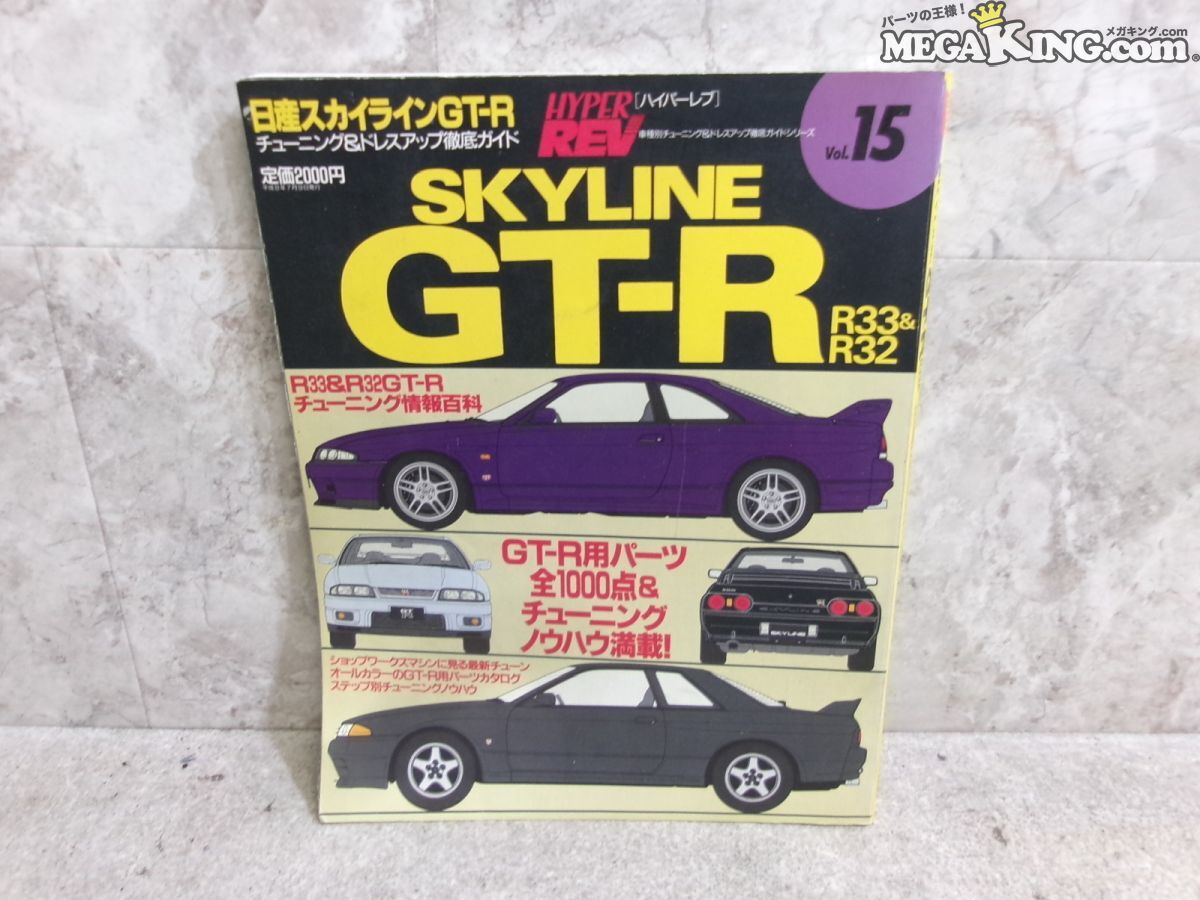 パーツの王様！
メガキング.com
MEGAKING.com
日産スカイラインGT-R
チューニング&ドレスアップ徹底ガイド
HYPER REV
[ハイパーレブ]
車種別チューニング&ドレスアップ徹底ガイドシリーズ
Vol. 15
定価2000円
SKYLINE
GT-R
R33&
R32
R33&R32GT-R
チューニング情報百科
GT-R用パーツ
全1000点&
チューニング
ノウハウ満載!
SKYLINE
SKYLINE
ショップワークスマシンに見る最新チューン
オールカラーのGT-R用パーツカタログ
ステップ別チューニングノウハウ